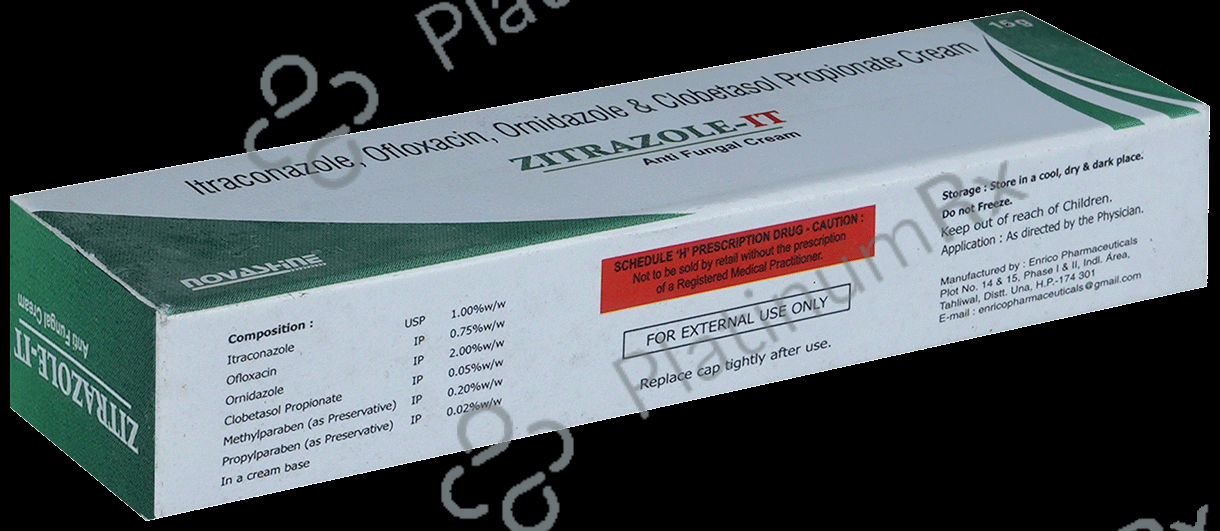 PlatinumRx
15 g
Itraconazole, Ofloxacin, Ornidazole & Clobetasol Propionate Cream
ZITRAZOLE-IT
Anti Fungal Cream
NOVASHINE
ZITRAZOLE-IT
Anti Fungal Cream
Composition :
Itraconazole USP 1.00%w/w
Ofloxacin IP 0.75%w/w
Ornidazole IP 2.00%w/w
Clobetasol Propionate IP 0.05%w/w
Methylparaben (as Preservative) IP 0.20%w/w
Propylparaben (as Preservative) IP 0.02%w/w
In a cream base
SCHEDULE 'H' PRESCRIPTION DRUG - CAUTION :
Not to be sold by retail without the prescription
of a Registered Medical Practitioner.
FOR EXTERNAL USE ONLY
Replace cap tightly after use.
Storage : Store in a cool, dry & dark place.
Do not Freeze.
Keep out of reach of Children.
Application : As directed by the Physician.
Manufactured by : Enrico Pharmaceuticals
Plot No. 14 & 15, Phase I & II, Indl. Area,
Tahliwal, Distt. Una, H.P.-174 301
E-mail : enricopharmaceuticals@gmail.com
PlatinumRx
PlatinumRx